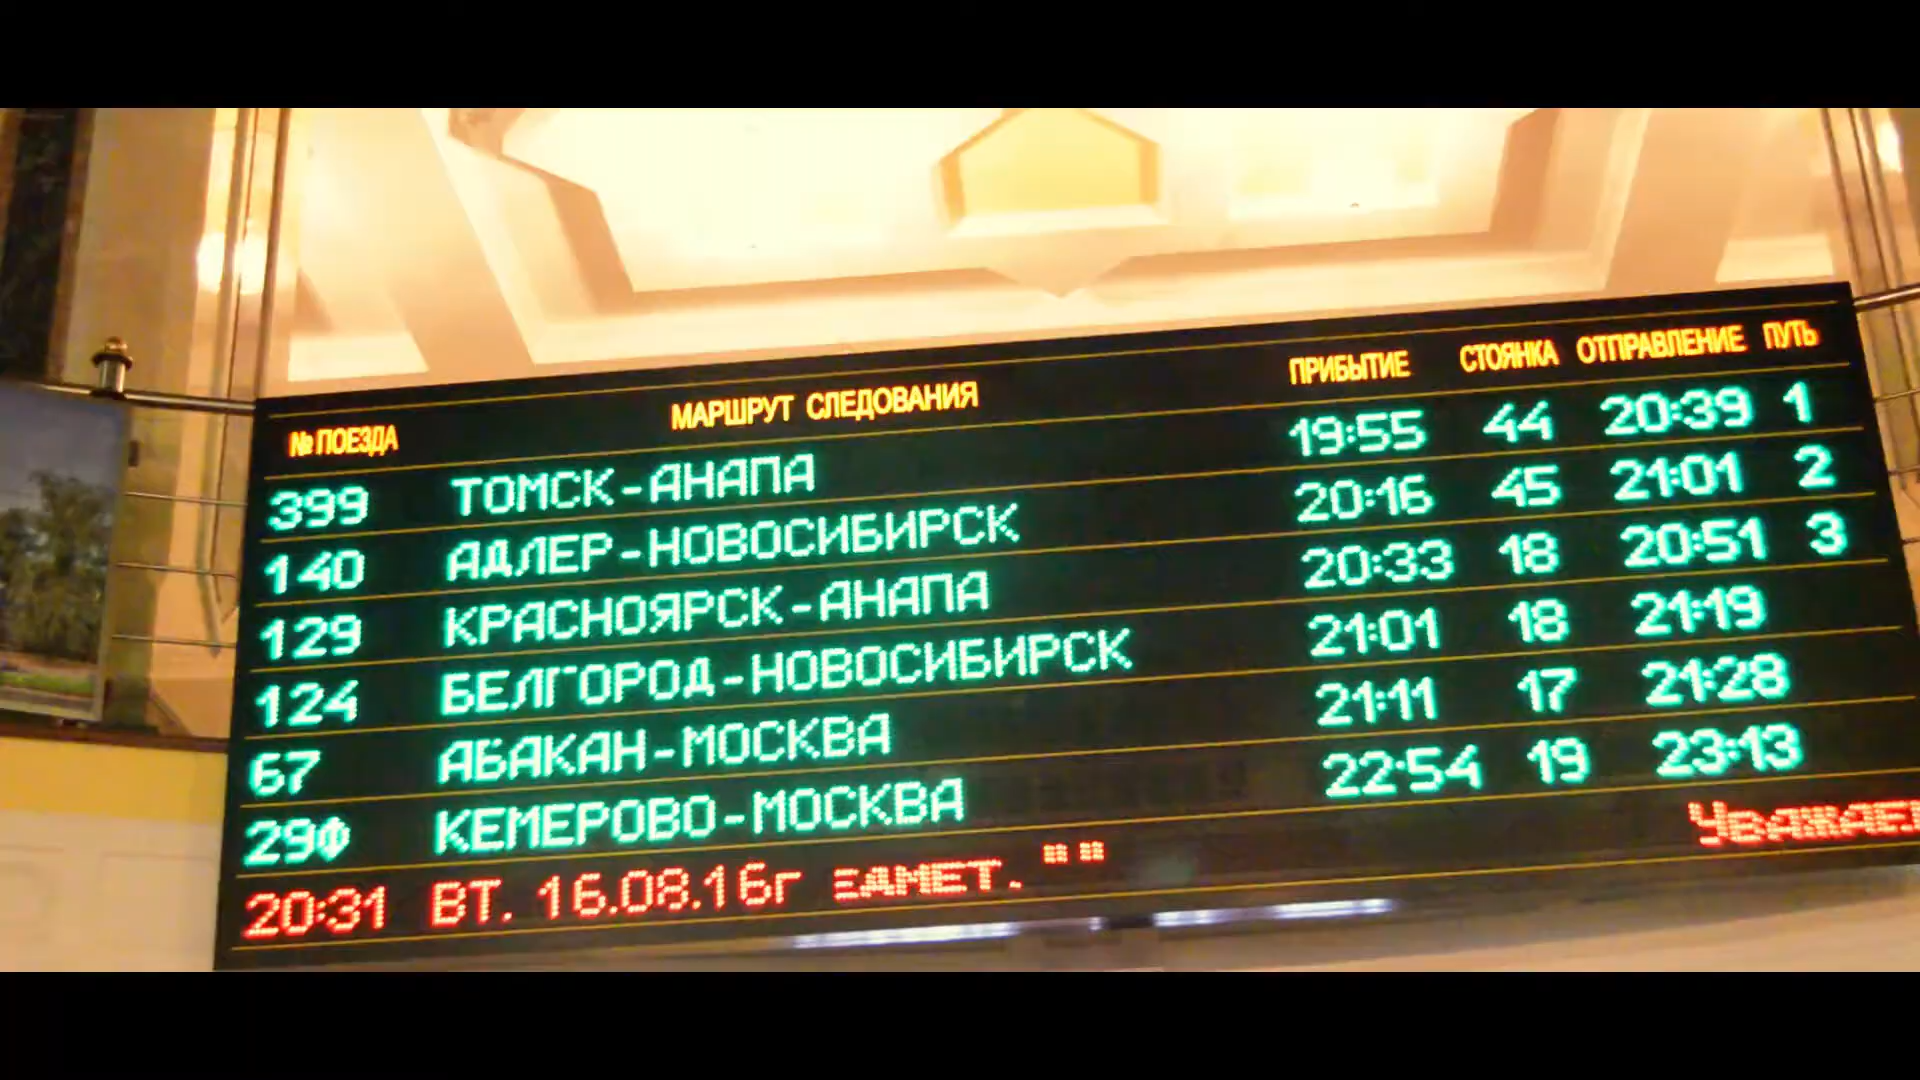 № ПОЕЗДА МАРШРУТ СЛЕДОВАНИЯ ПРИБЫТИЕ СТОЯНКА ОТПРАВЛЕНИЕ ПУТЬ
399 ТОМСК-АНАПА 19:55 44 20:39 1
140 АДЛЕР-НОВОСИБИРСК 20:16 45 21:01 2
129 КРАСНОЯРСК-АНАПА 20:33 18 20:51 3
124 БЕЛГОРОД-НОВОСИБИРСК 21:01 18 21:19
67 АБАКАН-МОСКВА 21:11 17 21:28
29Ф КЕМЕРОВО-МОСКВА 22:54 19 23:13
20:31 ВТ. 16.08.16г " "